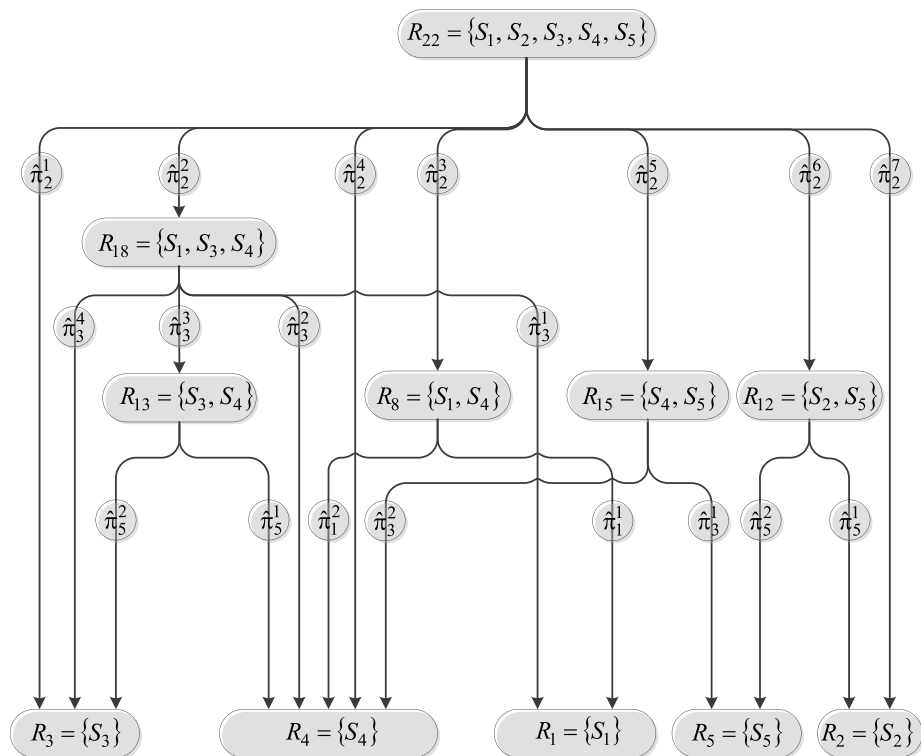 R₂₂ = {S₁, S₂, S₃, S₄, S₅}
π̂₂¹ π̂₂² π̂₂⁴ π̂₂³ π̂₂⁵ π̂₂⁶ π̂₂⁷
R₁₈ = {S₁, S₃, S₄}
π̂₃⁴ π̂₃³ π̂₃² π̂₃¹
R₁₃ = {S₃, S₄} R₈ = {S₁, S₄} R₁₅ = {S₄, S₅} R₁₂ = {S₂, S₅}
π̂₅² π̂₅¹ π̂₁² π̂₃² π̂₁¹ π̂₃¹ π̂₅² π̂₅¹
R₃ = {S₃} R₄ = {S₄} R₁ = {S₁} R₅ = {S₅} R₂ = {S₂}